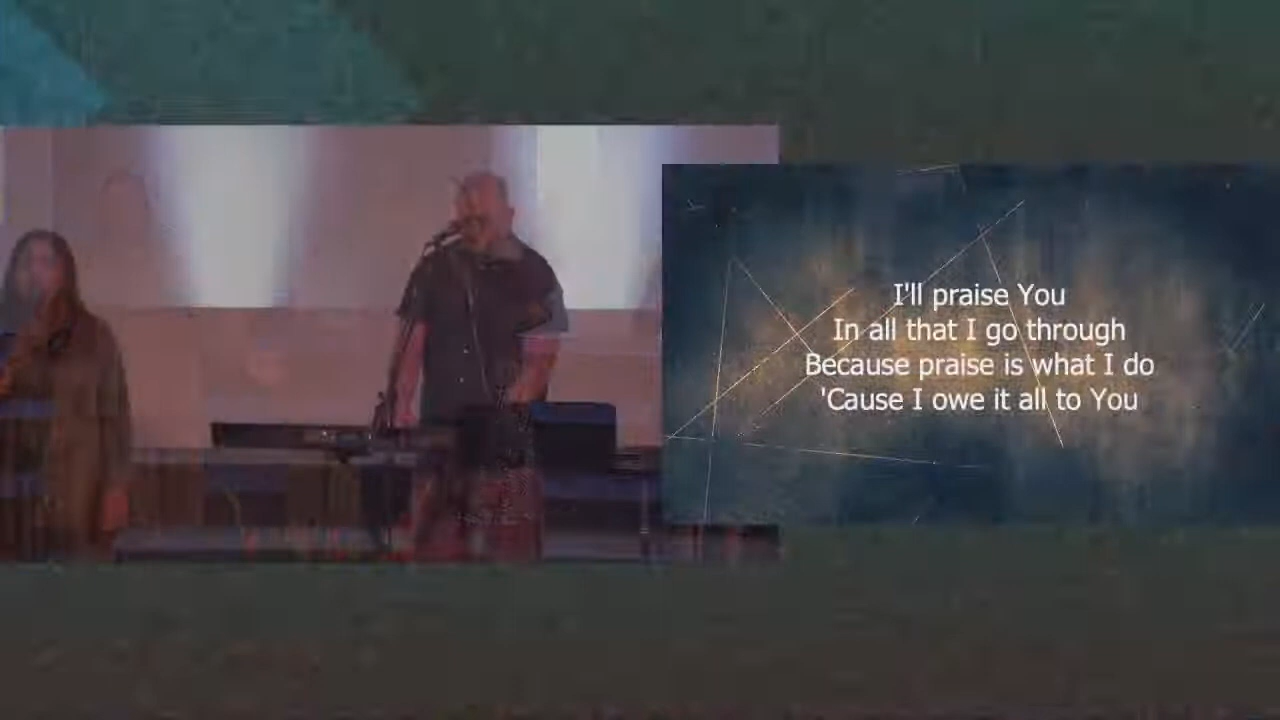 I'll praise You
In all that I go through
Because praise is what I do
'Cause I owe it all to You